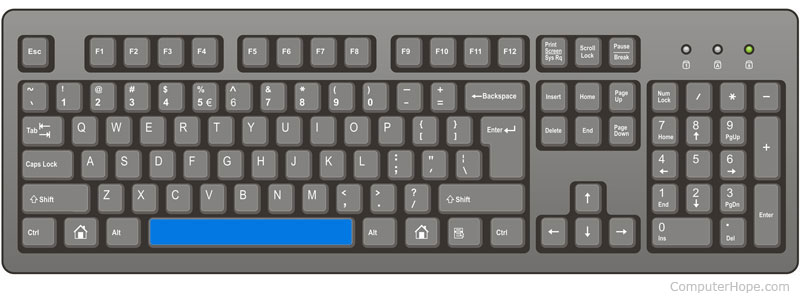 Esc F1 F2 F3 F4 F5 F6 F7 F8 F9 F10 F11 F12 Print Screen Sys Rq Scroll Lock Pause Break
1 A
~ ! @ # $ % ^ & * ( ) _ +
` 1 2 3 4 5 € 6 7 8 9 0 - = ←Backspace Insert Home Page Up Num Lock / * −
Tab Q W E R T Y U I O P { [ } ] Enter Delete End Page Down 7 Home 8 ↑ 9 PgUp +
Caps Lock A S D F G H J K L : ; " , | \ 4 ← 5 6 →
⇧ Shift Z X C V B N M < , > . ? / ⇧ Shift ↑ 1 End 2 ↓ 3 PgDn Enter
Ctrl Alt Alt Ctrl ← ↓ → 0 Ins . Del
ComputerHope.com